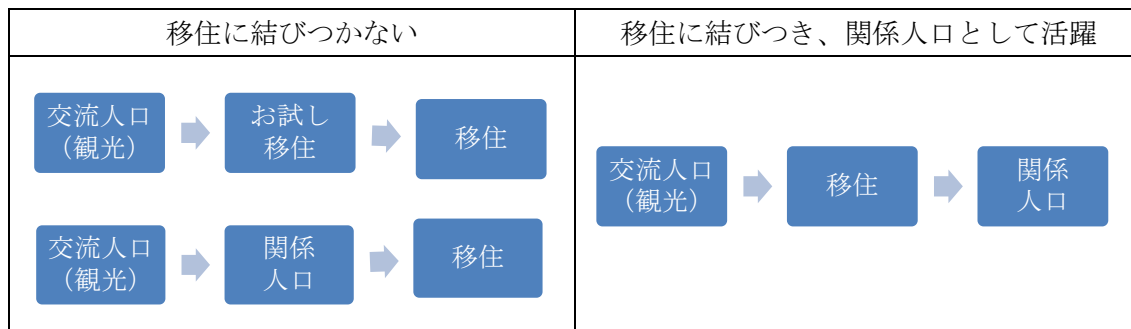 移住に結びつかない
移住に結びつき、関係人口として活躍
交流人口
（観光）
お試し
移住
移住
交流人口
（観光）
関係
人口
移住
交流人口
（観光）
移住
関係
人口